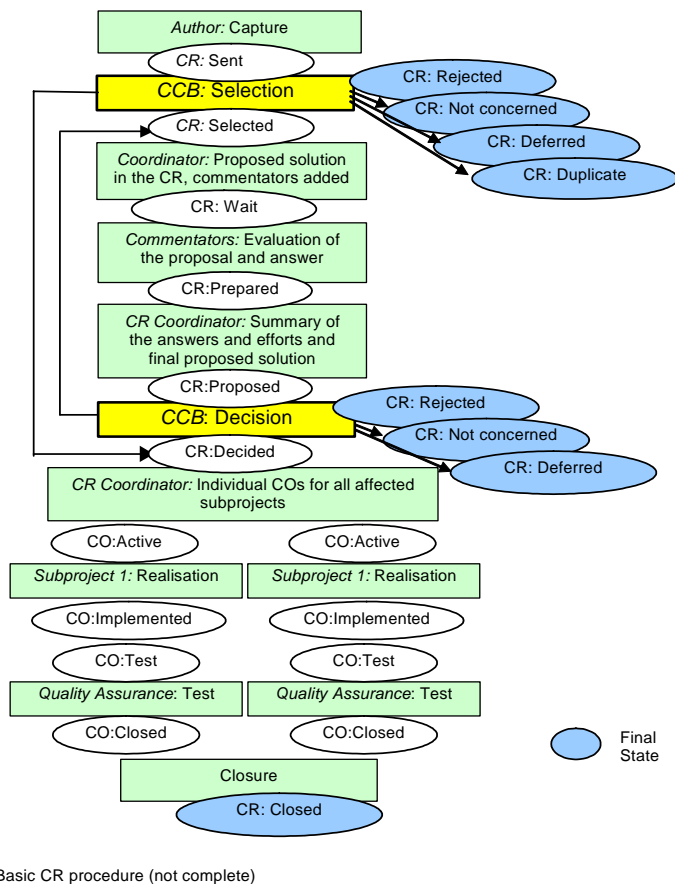 Author: Capture
CR: Sent
CCB: Selection
CR: Rejected
CR: Not concerned
CR: Deferred
CR: Duplicate
CR: Selected
Coordinator: Proposed solution
in the CR, commentators added
CR: Wait
Commentators: Evaluation of
the proposal and answer
CR:Prepared
CR Coordinator: Summary of
the answers and efforts and
final proposed solution
CR:Proposed
CCB: Decision
CR: Rejected
CR: Not concerned
CR: Deferred
CR:Decided
CR Coordinator: Individual COs for all affected
subprojects
CO:Active
CO:Active
Subproject 1: Realisation
Subproject 1: Realisation
CO:Implemented
CO:Implemented
CO:Test
CO:Test
Quality Assurance: Test
Quality Assurance: Test
CO:Closed
CO:Closed
Final
State
Closure
CR: Closed
Basic CR procedure (not complete)